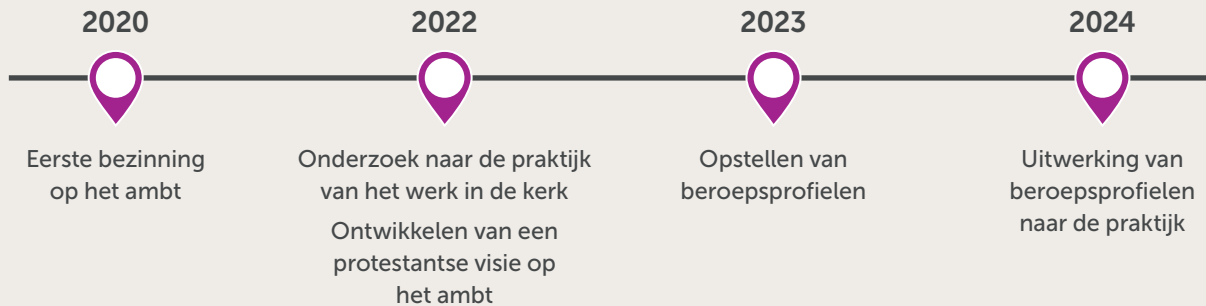 2020
Eerste bezinning
op het ambt
2022
Onderzoek naar de praktijk
van het werk in de kerk
Ontwikkelen van een
protestantse visie op
het ambt
2023
Opstellen van
beroepsprofielen
2024
Uitwerking van
beroepsprofielen
naar de praktijk